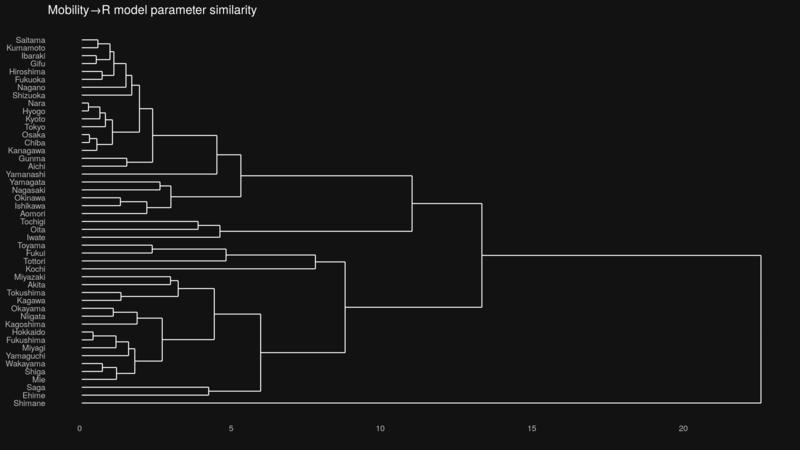 Mobility→R model parameter similarity
Saitama
Kumamoto
Ibaraki
Gifu
Hiroshima
Fukuoka
Nagano
Shizuoka
Nara
Hyogo
Kyoto
Tokyo
Osaka
Chiba
Kanagawa
Gunma
Aichi
Yamanashi
Yamagata
Nagasaki
Okinawa
Ishikawa
Aomori
Tochigi
Oita
Iwate
Toyama
Fukui
Tottori
Kochi
Miyazaki
Akita
Tokushima
Kagawa
Okayama
Niigata
Kagoshima
Hokkaido
Fukushima
Miyagi
Yamaguchi
Wakayama
Shiga
Mie
Saga
Ehime
Shimane
0 5 10 15 20